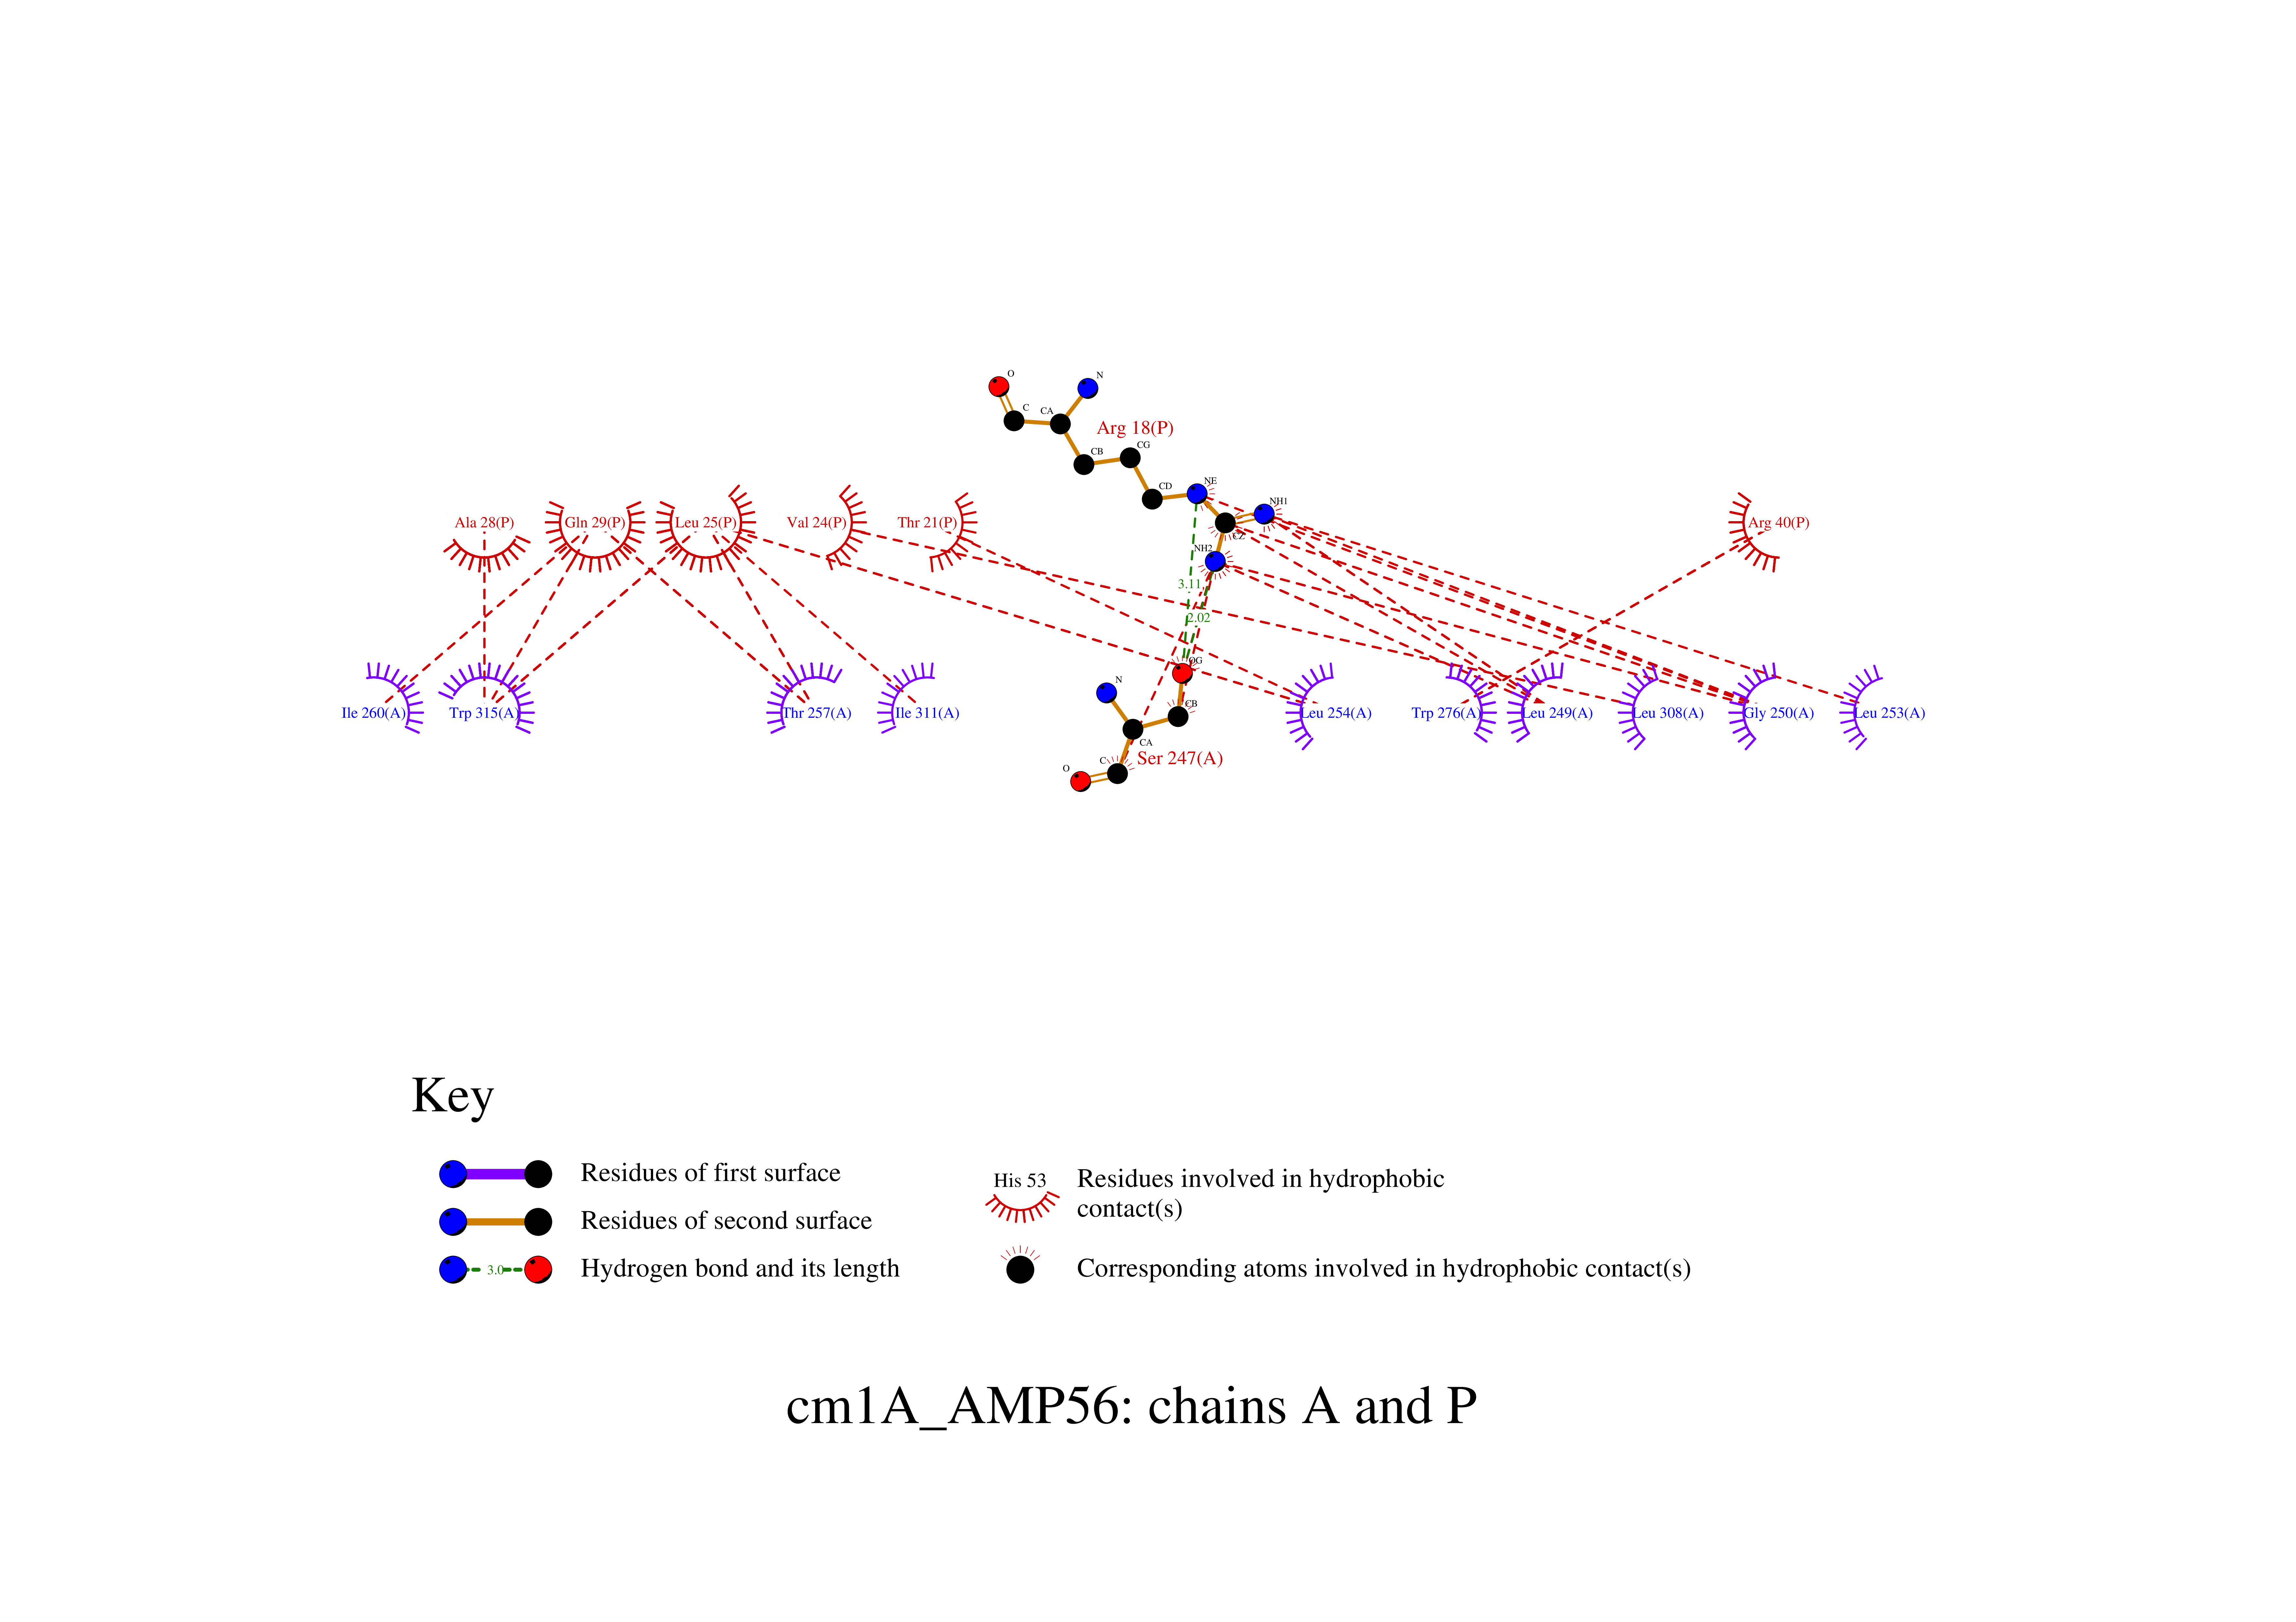 O
N
C
CA
Arg 18(P)
CB
CG
CD
NE
NH1
Ala 28(P)
Gln 29(P)
Leu 25(P)
Val 24(P)
Thr 21(P)
Arg 40(P)
CZ
NH2
3.11
2.02
OG
N
CB
Ile 260(A)
Trp 315(A)
Thr 257(A)
Ile 311(A)
Leu 254(A)
Trp 276(A)
Leu 249(A)
Leu 308(A)
Gly 250(A)
Leu 253(A)
CA
C
Ser 247(A)
O
Key
Residues of first surface
Residues of second surface
3.0
Hydrogen bond and its length
His 53
Residues involved in hydrophobic
contact(s)
Corresponding atoms involved in hydrophobic contact(s)
cm1A_AMP56: chains A and P